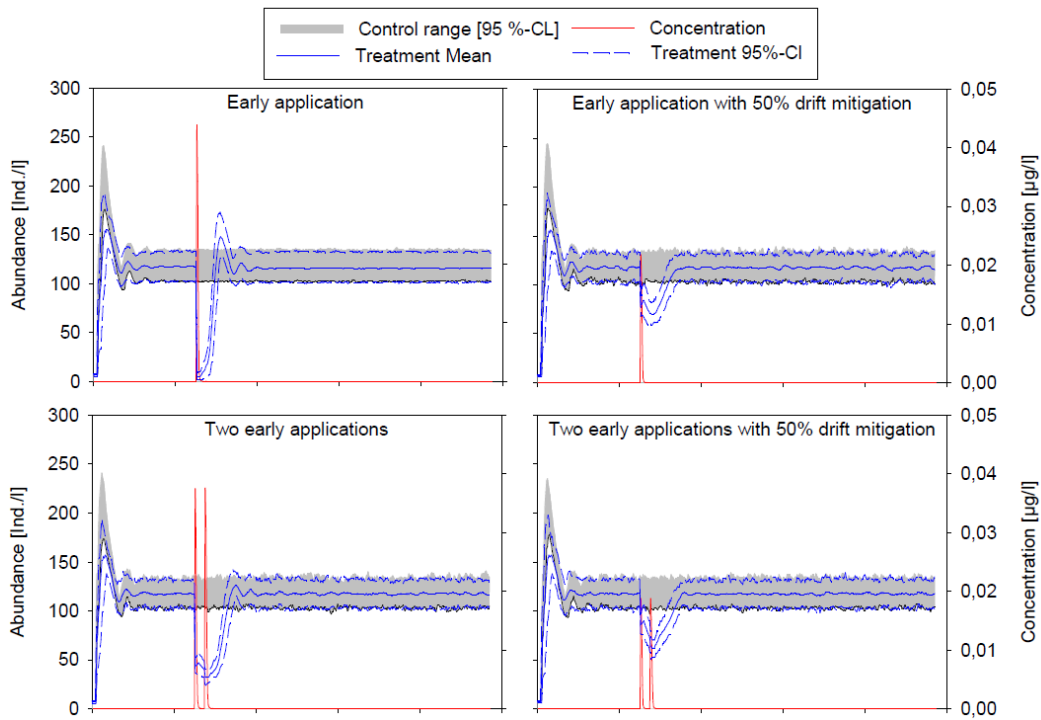 Control range [95 %-CL] Concentration
Treatment Mean Treatment 95%-CI
Early application
Early application with 50% drift mitigation
300
250
200
150
100
50
0
Abundance [Ind./l]
0,05
0,04
0,03
0,02
0,01
0,00
Concentration [µg/l]
Two early applications
Two early applications with 50% drift mitigation
300
250
200
150
100
50
0
Abundance [Ind./l]
0,05
0,04
0,03
0,02
0,01
0,00
Concentration [µg/l]